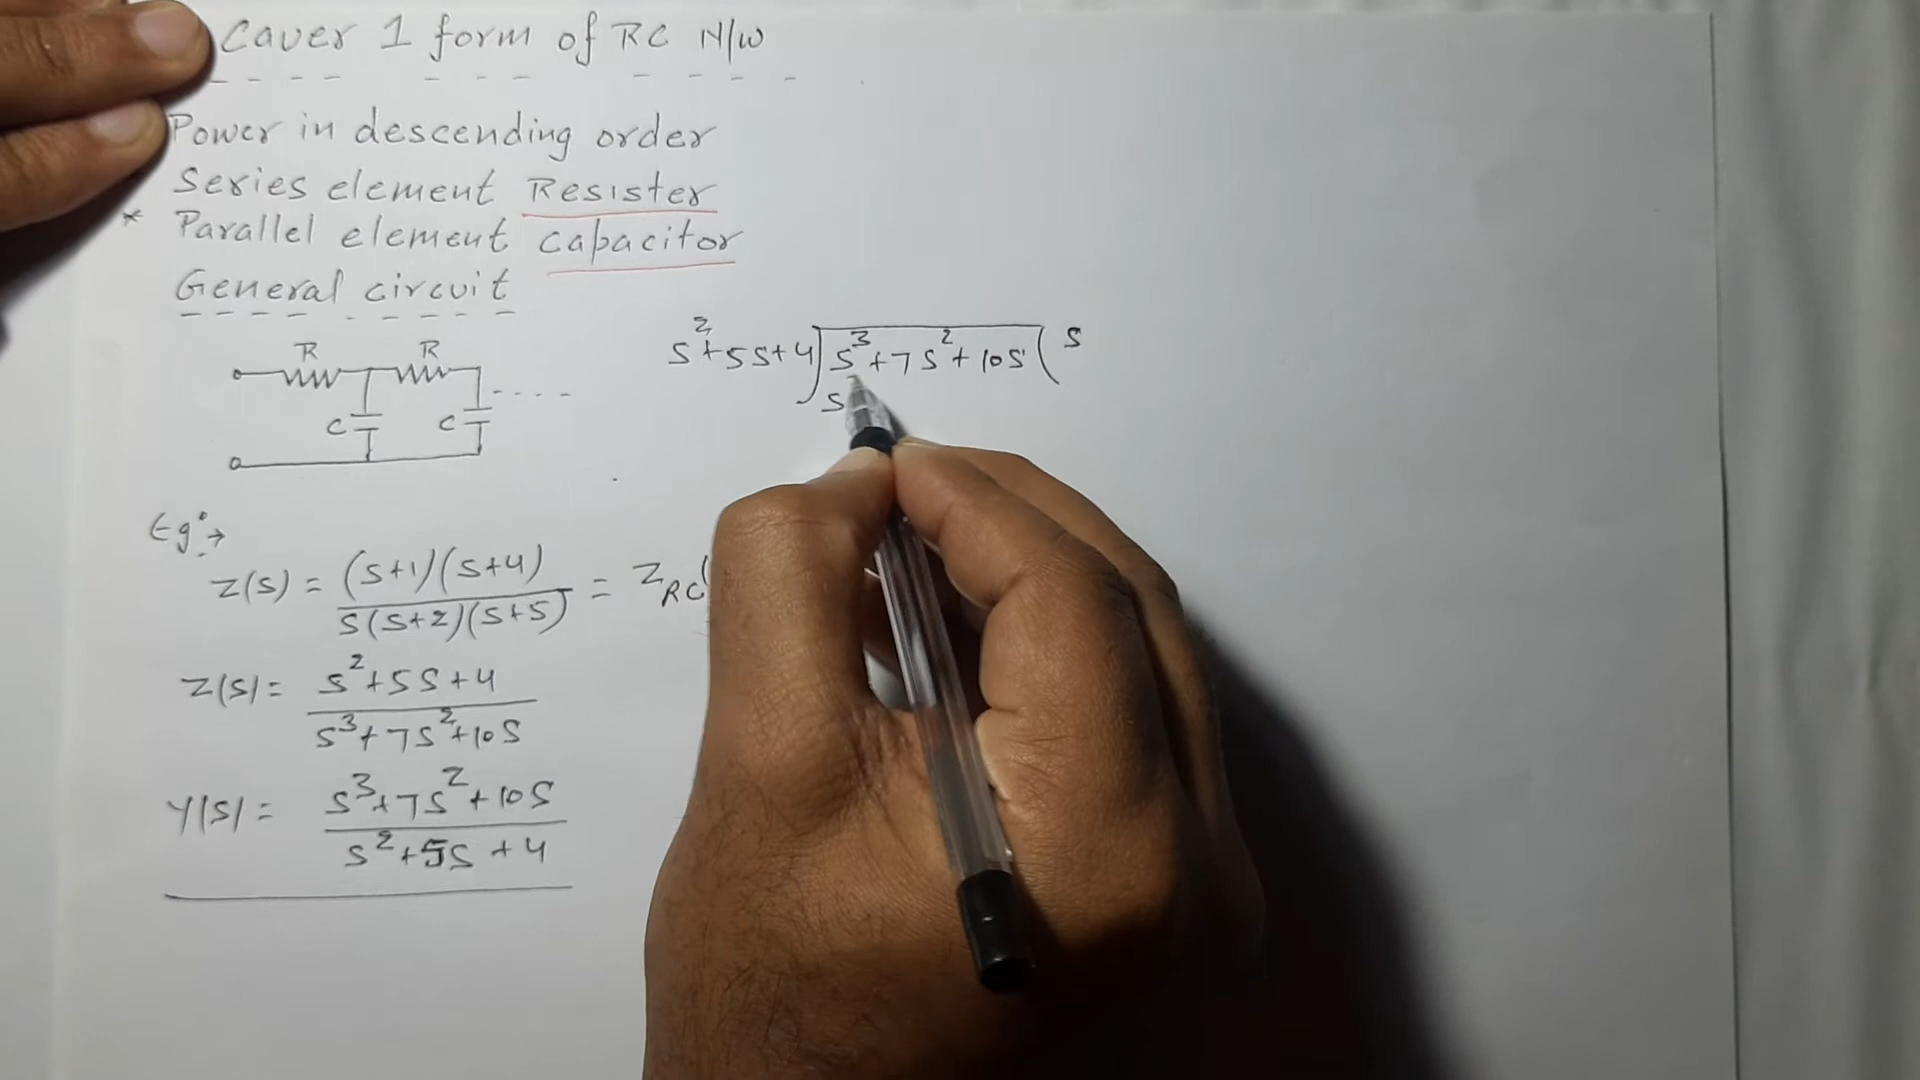 Cauer 1 form of RC N/W
Power in descending order
Series element Resister
* Parallel element capacitor
General circuit
R R
C C
s²+5s+4)s³+7s²+10s(s
s
Eg:→
Z(s) = (s+1)(s+4)/s(s+2)(s+5) = Z_RC(
Z(s) = s²+5s+4/s³+7s²+10s
Y(s) = s³+7s²+10s/s²+5s+4